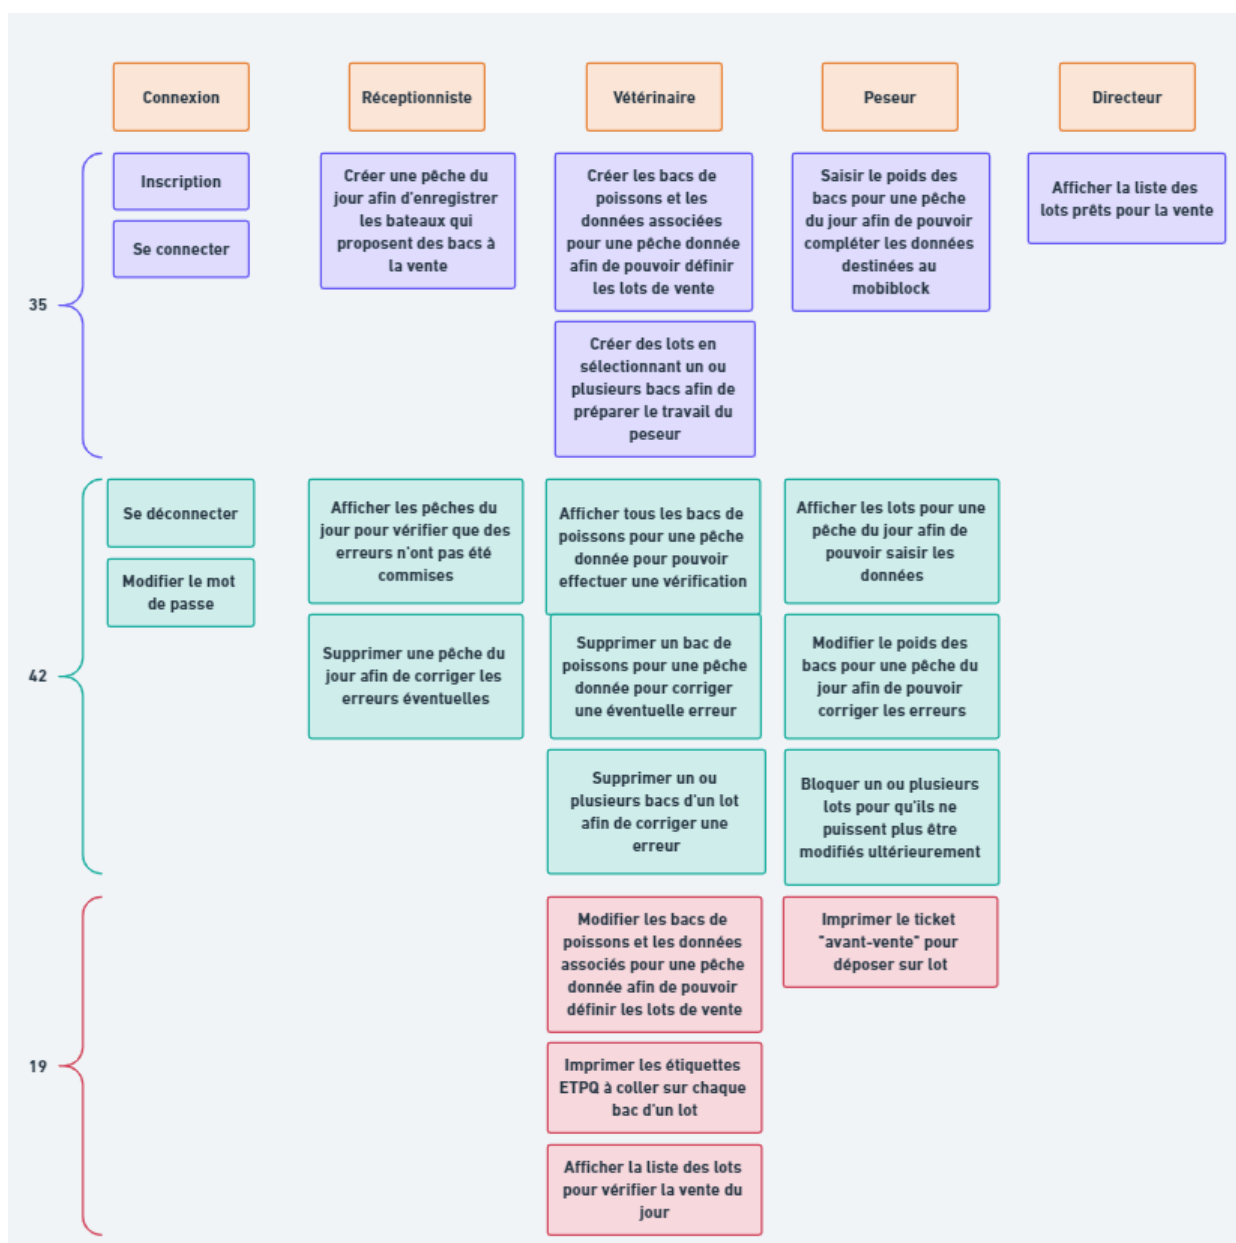 Connexion
Réceptionniste
Vétérinaire
Peseur
Directeur
35
Inscription
Se connecter
Créer une pêche du
jour afin d'enregistrer
les bateaux qui
proposent des bacs à
la vente
Créer les bacs de
poissons et les
données associées
pour une pêche donnée
afin de pouvoir définir
les lots de vente
Créer des lots en
sélectionnant un ou
plusieurs bacs afin de
préparer le travail du
peseur
Saisir le poids des
bacs pour une pêche
du jour afin de pouvoir
compléter les données
destinées au
mobiblock
Afficher la liste des
lots prêts pour la vente
42
Se déconnecter
Modifier le mot
de passe
Afficher les pêches du
jour pour vérifier que des
erreurs n'ont pas été
commises
Supprimer une pêche du
jour afin de corriger les
erreurs éventuelles
Afficher tous les bacs de
poissons pour une pêche
donnée pour pouvoir
effectuer une vérification
Supprimer un bac de
poissons pour une pêche
donnée pour corriger
une éventuelle erreur
Supprimer un ou
plusieurs bacs d'un lot
afin de corriger une
erreur
Afficher les lots pour une
pêche du jour afin de
pouvoir saisir les
données
Modifier le poids des
bacs pour une pêche du
jour afin de pouvoir
corriger les erreurs
Bloquer un ou plusieurs
lots pour qu'ils ne
puissent plus être
modifiés ultérieurement
19
Modifier les bacs de
poissons et les données
associés pour une pêche
donnée afin de pouvoir
définir les lots de vente
Imprimer les étiquettes
ETPQ à coller sur chaque
bac d'un lot
Afficher la liste des lots
pour vérifier la vente du
jour
Imprimer le ticket
"avant-vente" pour
déposer sur lot